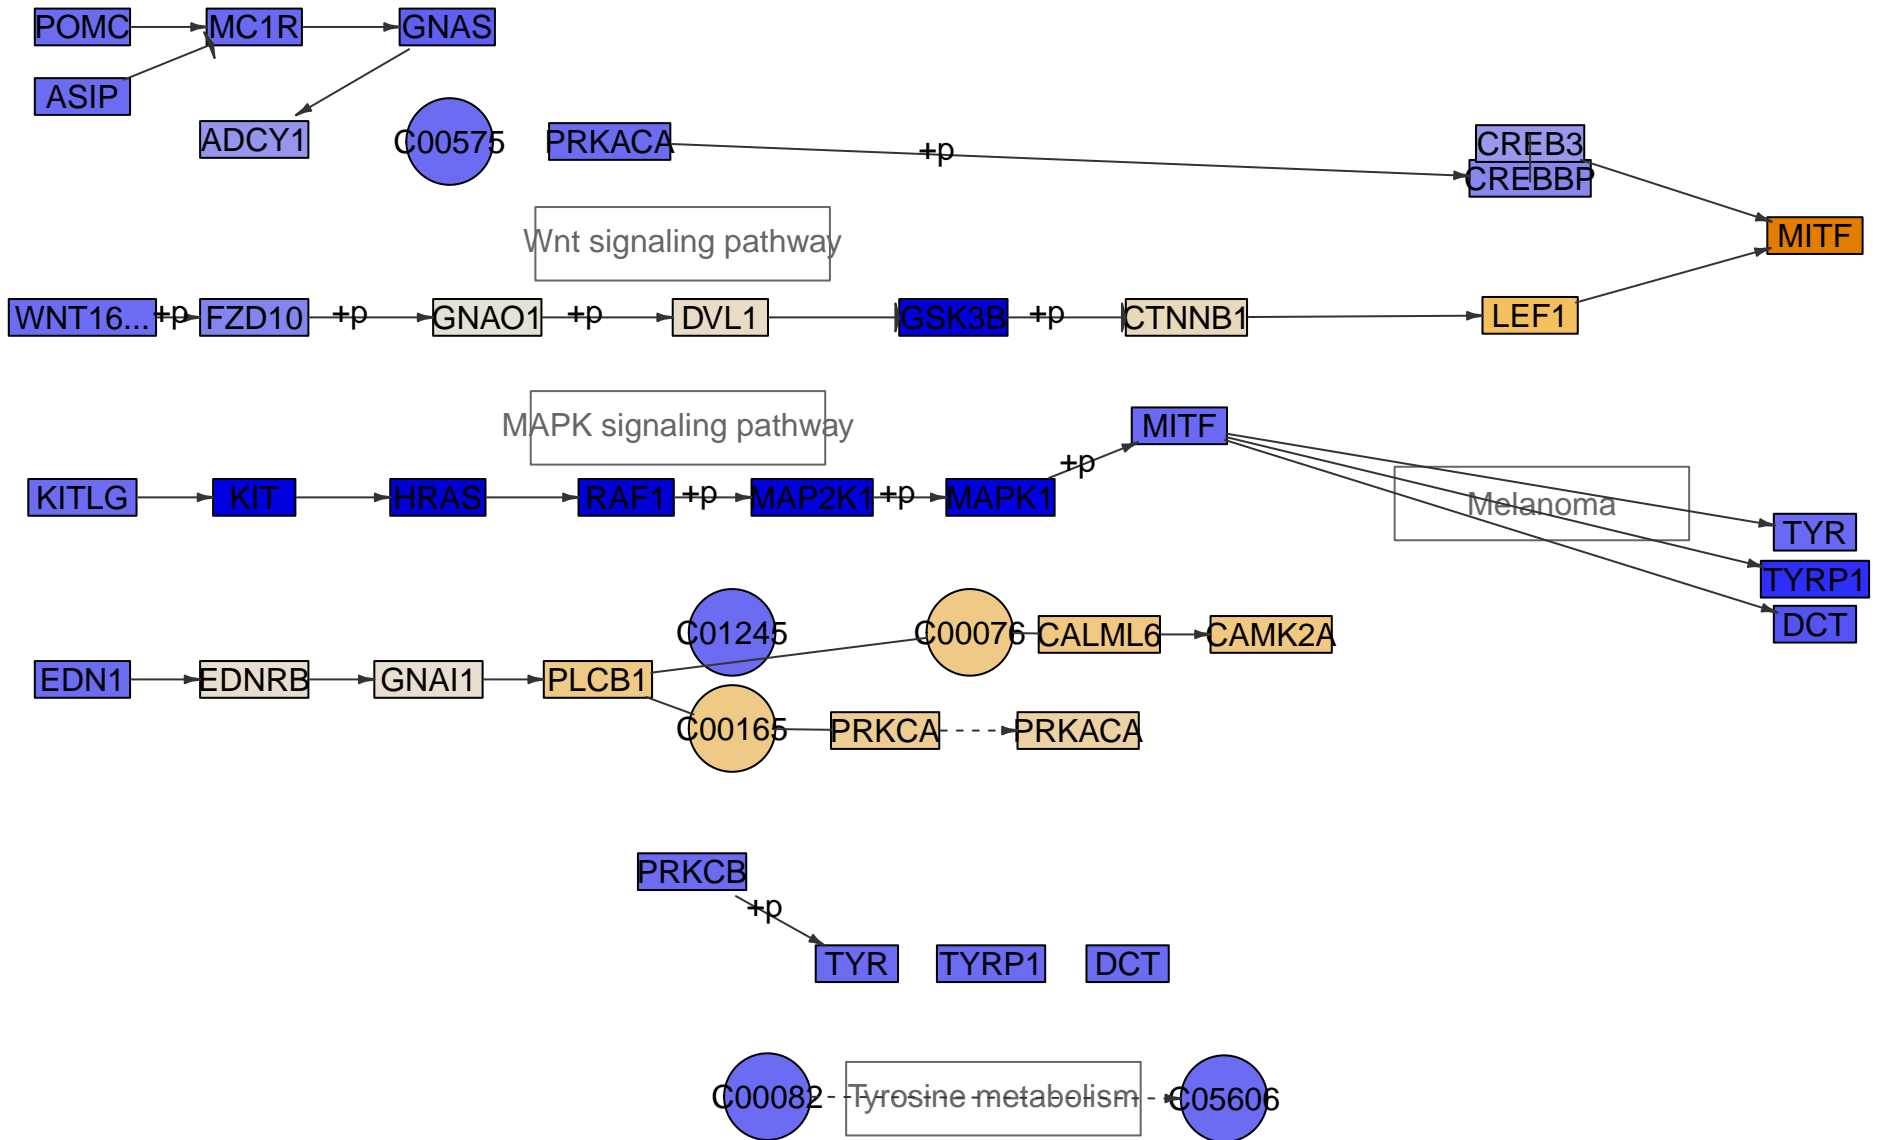 POMC
MC1R
GNAS
ASIP
ADCY1
C00575
PRKACA
+p
CREB3
CREBBP
Wnt signaling pathway
MITF
WNT16...
+p
FZD10
+p
GNAO1
+p
DVL1
GSK3B
+p
CTNNB1
LEF1
MAPK signaling pathway
MITF
+p
KITLG
KIT
HRAS
RAF1
+p
MAP2K1
+p
MAPK1
Melanoma
TYR
TYRP1
DCT
C01245
C00076
CALML6
CAMK2A
EDN1
EDNRB
GNAI1
PLCB1
C00165
PRKCA
PRKACA
PRKCB
+p
TYR
TYRP1
DCT
C00082
Tyrosine metabolism
C05606